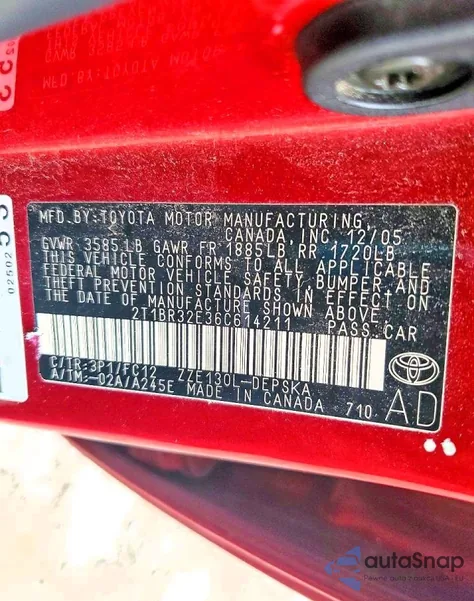 MFD.BY:TOYOTA MOTOR MANUFACTURING
CANADA, INC. 12/05
GVWR 3585LB GAWR FR 1885LB RR 1720LB
THIS VEHICLE CONFORMS TO ALL APPLICABLE
FEDERAL MOTOR VEHICLE SAFETY, BUMPER, AND
THEFT PREVENTION STANDARDS IN EFFECT ON
THE DATE OF MANUFACTURE SHOWN ABOVE.
2T1BR32E36C614211 PASS.CAR
C/TR:3P1/FC12 ZZE130L-DEPSKA
A/TM:-02A/A245E MADE IN CANADA 710
AD
02502
autoSnap